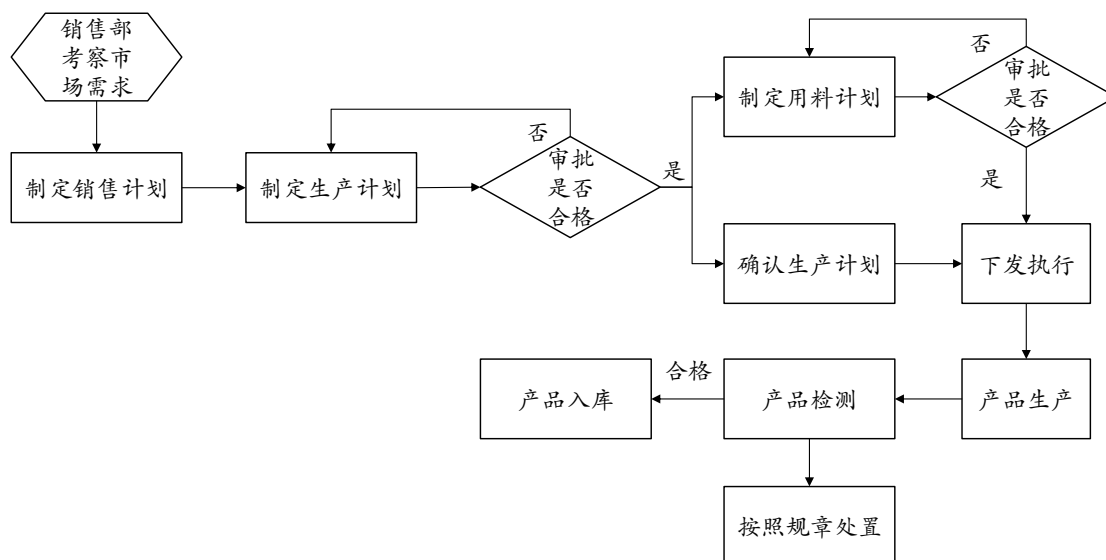 销售部
考察市
场需求
制定销售计划
制定生产计划
否
审批
是否
合格
是
制定用料计划
否
审批
是否
合格
是
确认生产计划
下发执行
产品生产
产品检测
合格
产品入库
按照规章处置